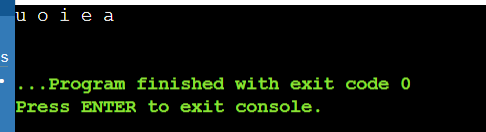 u o i e a
s
...Program finished with exit code 0
Press ENTER to exit console.